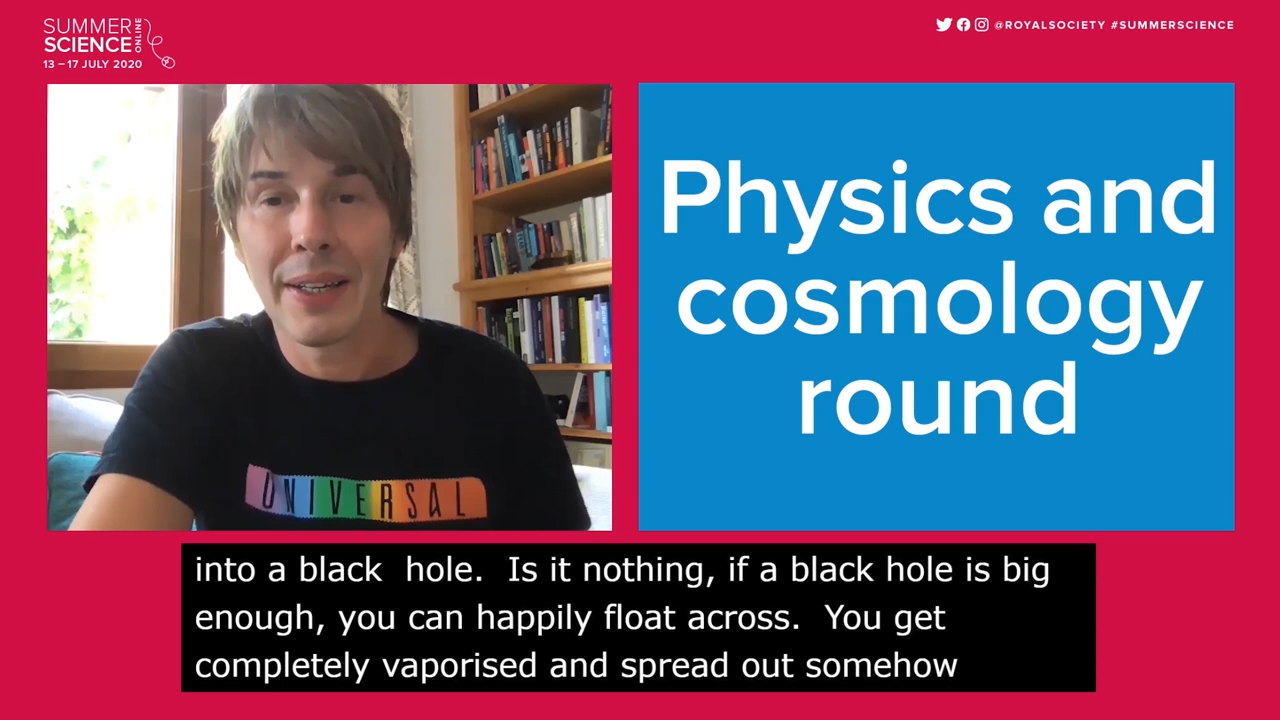 SUMMER
SCIENCE
ONLINE
13 – 17 JULY 2020
@ROYALSOCIETY #SUMMERSCIENCE
Physics and
cosmology
round
UNIVERSAL
into a black  hole.  Is it nothing, if a black hole is big
enough, you can happily float across.  You get
completely vaporised and spread out somehow